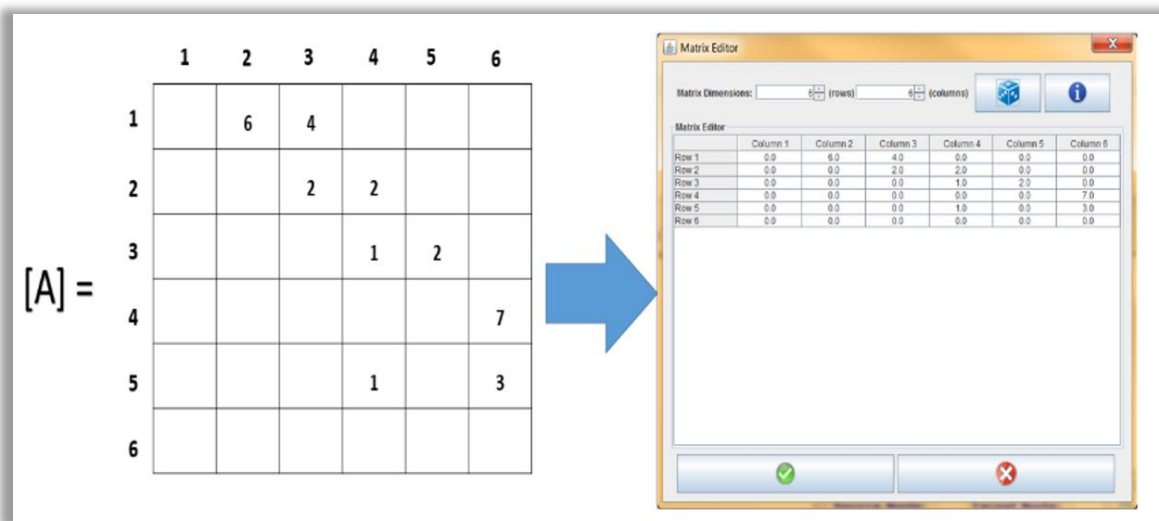 1 2 3 4 5 6
1 6 4
2 2 2
3 1 2
[A] =
4 7
5 1 3
6
Matrix Editor
Matrix Dimensions: 6 (rows) 6 (columns)
Matrix Editor
Column 1 Column 2 Column 3 Column 4 Column 5 Column 6
Row 1 0.0 6.0 4.0 0.0 0.0 0.0
Row 2 0.0 0.0 2.0 2.0 0.0 0.0
Row 3 0.0 0.0 0.0 1.0 2.0 0.0
Row 4 0.0 0.0 0.0 0.0 0.0 7.0
Row 5 0.0 0.0 0.0 1.0 0.0 3.0
Row 6 0.0 0.0 0.0 0.0 0.0 0.0